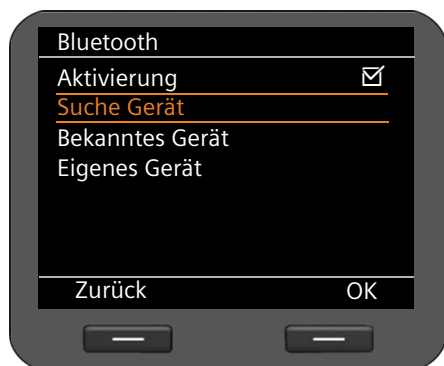 Bluetooth
Aktivierung
Suche Gerät
Bekanntes Gerät
Eigenes Gerät
Zurück OK